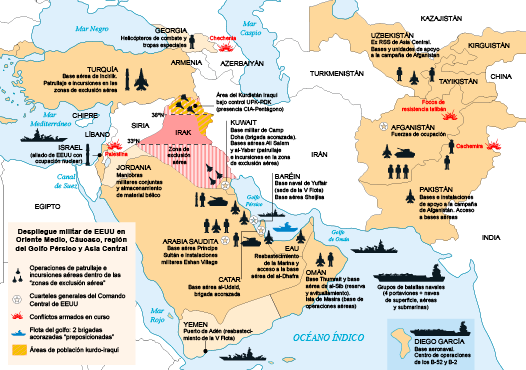 Mar Negro
Mar Caspio
GEORGIA
Helicópteros de combate y
tropas especiales
Chechenia
ARMENIA
AZERBAYÁN
KAZAJISTÁN
UZBEKISTÁN
Ex RSS de Asia Central.
Bases y unidades de apoyo
a la campaña de Afganistán
KIRGUISTÁN
TAYIKISTÁN
CHINA
TURKMENISTÁN
TURQUÍA
Base aérea de Incilik.
Patrullaje e incursiones en las
zonas de exclusión aérea
Área del Kurdistán iraquí
bajo control UPK-PDK
(presencia CIA-Pentágono)
Mar
Mediterráneo
CHIPRE
LÍBANO
SIRIA
36ºN
33ºN
IRAK
Zona de
exclusión
aérea
ISRAEL
(aliado de EEUU con
ocupación nuclear)
Palestina
KUWAIT
Base militar de Camp
Doha (brigada acorazada).
Bases aéreas Ali Salem
y al-Yaber (patrullaje
e incursiones en la zona
de exclusión aérea)
IRÁN
Focos de
resistencia talibán
AFGANISTÁN
Fuerzas de ocupación
Cachemira
PAKISTÁN
Bases e instalaciones
de apoyo a la campaña
de Afganistán. Acceso
a bases aéreas
INDIA
JORDANIA
Maniobras
militares conjuntas
y almacenamiento
de material bélico
Canal
de Suez
EGIPTO
BARÉIN
Base naval de Yufair
(sede de la V Flota)
Base aérea Sheijisa
Golfo
Pérsico
Golfo
de Omán
ARABIA SAUDITA
Base aérea Príncipe
Sultán e instalaciones
militares Eshan Village
EAU
Reabastecimiento
de la Marina y
acceso a la base
aérea del al-Dhafra
CATAR
Base aérea al-Udeid,
brigada acorazada
OMÁN
Base Thumrait y base
aérea de al-Sib (reserva
y avituallamiento).
Isla de Masira (base de
operaciones aéreas)
Grupos de batallas navales
(4 portaviones + naves
de superficie, aéreas
y submarinas)
Mar
Rojo
YEMEN
Puerto de Adén (reabasteci-
miento de la V Flota)
OCÉANO ÍNDICO
DIEGO GARCÍA
Base aeronaval.
Centro de operaciones
de los B-52 y B-2
Despliegue militar de EEUU en
Oriente Medio, Cáucaso, región
del Golfo Pérsico y Asia Central
Operaciones de patrullaje e
incursiones aéreas dentro de las
"zonas de exclusión aérea"
Cuarteles generales del Comando
Central de EEUU
Conflictos armados en curso
Flota del golfo: 2 brigadas
acorazadas "preposicionadas"
Áreas de población kurdo-iraquí